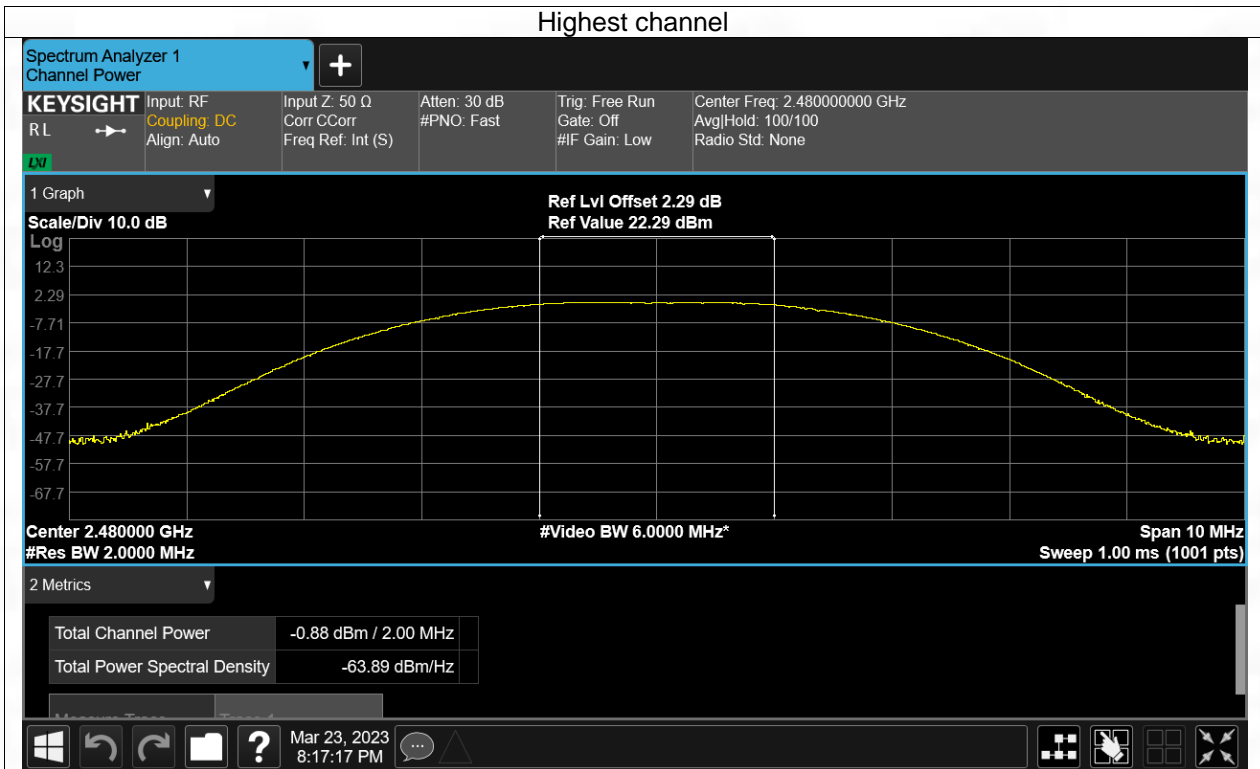 Highest channel
Spectrum Analyzer 1
Channel Power
+
KEYSIGHT
R L
LXI
Input: RF
Coupling: DC
Align: Auto
Input Z: 50 Ω
Corr CCorr
Freq Ref: Int (S)
Atten: 30 dB
#PNO: Fast
Trig: Free Run
Gate: Off
#IF Gain: Low
Center Freq: 2.480000000 GHz
Avg|Hold: 100/100
Radio Std: None
1 Graph
Scale/Div 10.0 dB
Ref Lvl Offset 2.29 dB
Ref Value 22.29 dBm
Log
12.3
2.29
-7.71
-17.7
-27.7
-37.7
-47.7
-57.7
-67.7
Center 2.480000 GHz
#Res BW 2.0000 MHz
#Video BW 6.0000 MHz*
Span 10 MHz
Sweep 1.00 ms (1001 pts)
2 Metrics
Total Channel Power -0.88 dBm / 2.00 MHz
Total Power Spectral Density -63.89 dBm/Hz
?
Mar 23, 2023
8:17:17 PM